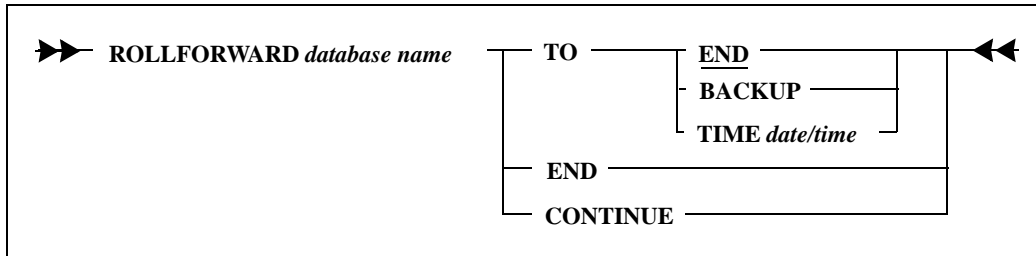 ROLLFORWARD database name TO END
BACKUP
TIME date/time
END
CONTINUE